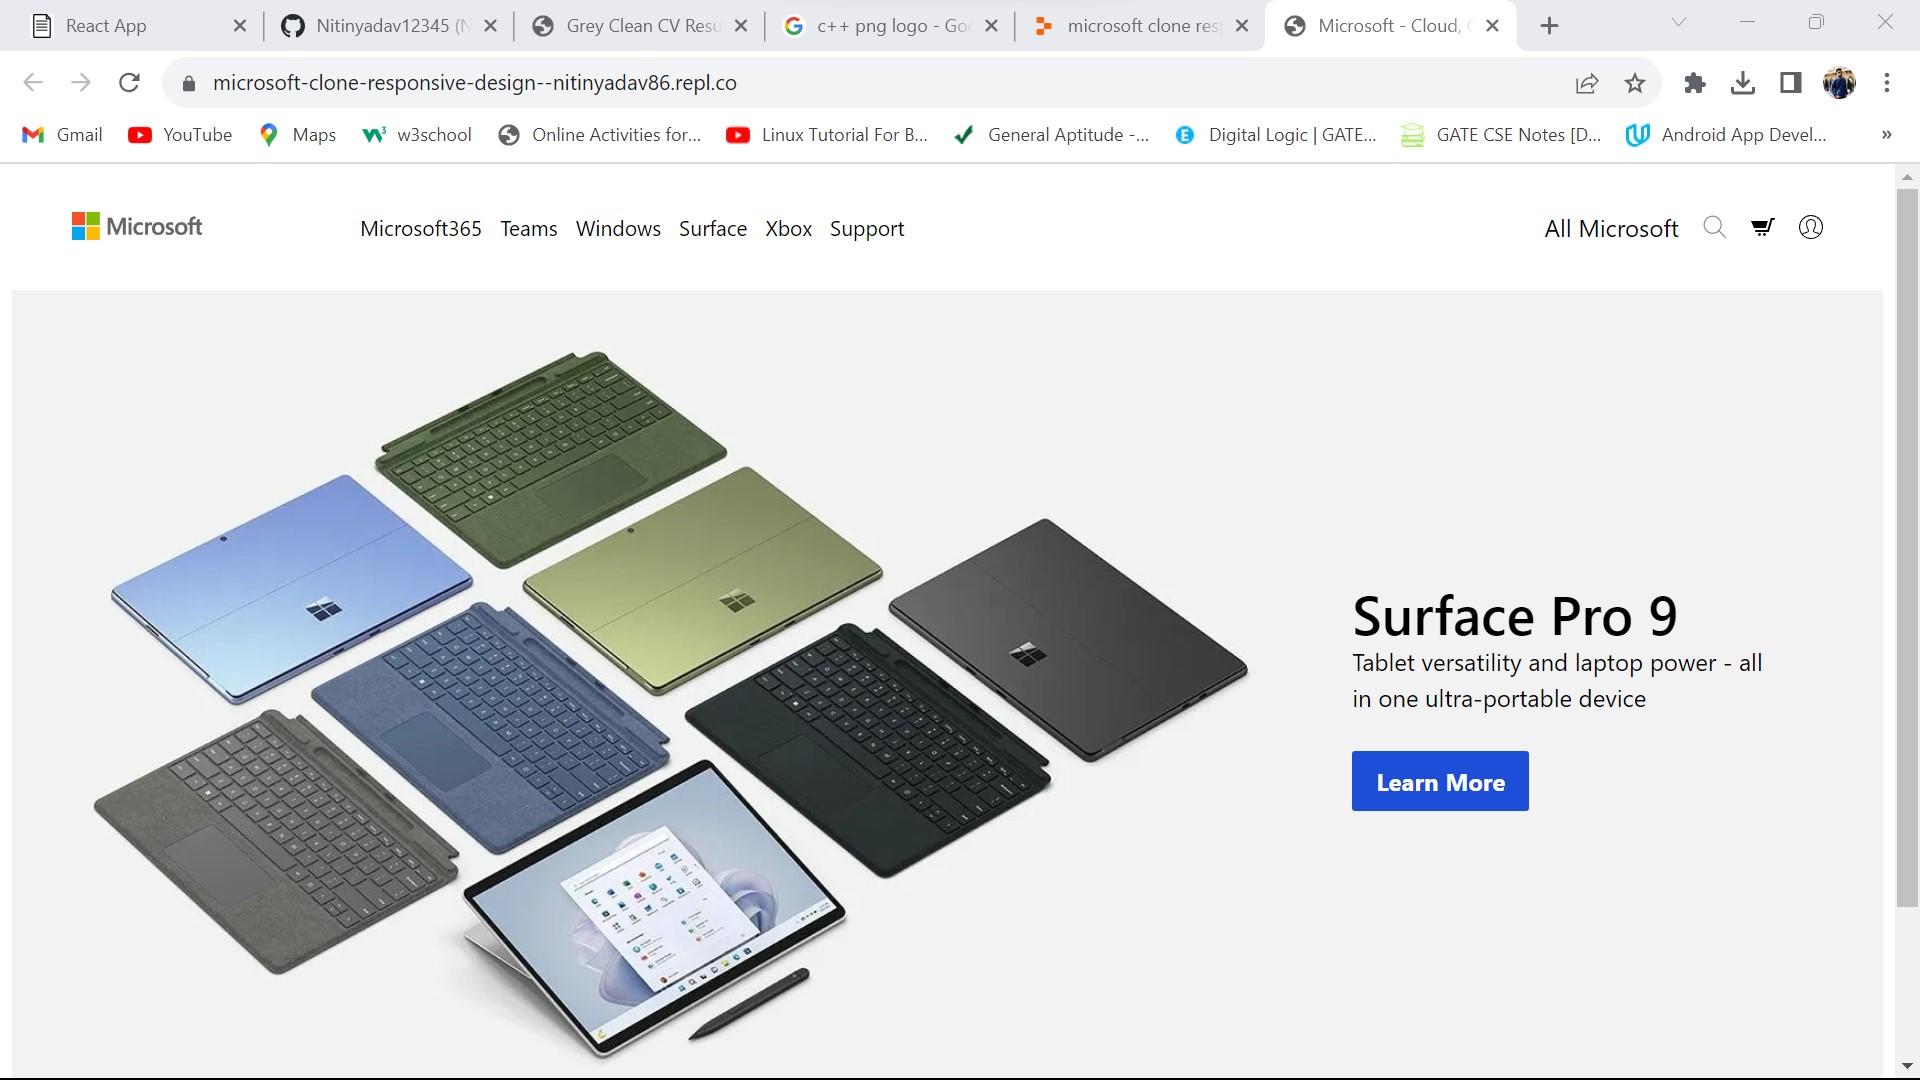 React App
Nitinyadav12345 (N
Grey Clean CV Resu
c++ png logo - Goo
microsoft clone resp
Microsoft - Cloud, C
microsoft-clone-responsive-design--nitinyadav86.repl.co
Gmail
YouTube
Maps
w3school
Online Activities for...
Linux Tutorial For B...
General Aptitude -...
Digital Logic | GATE...
GATE CSE Notes [D...
Android App Devel...
»
Microsoft
Microsoft365 Teams Windows Surface Xbox Support
All Microsoft
Surface Pro 9
Tablet versatility and laptop power - all
in one ultra-portable device
Learn More